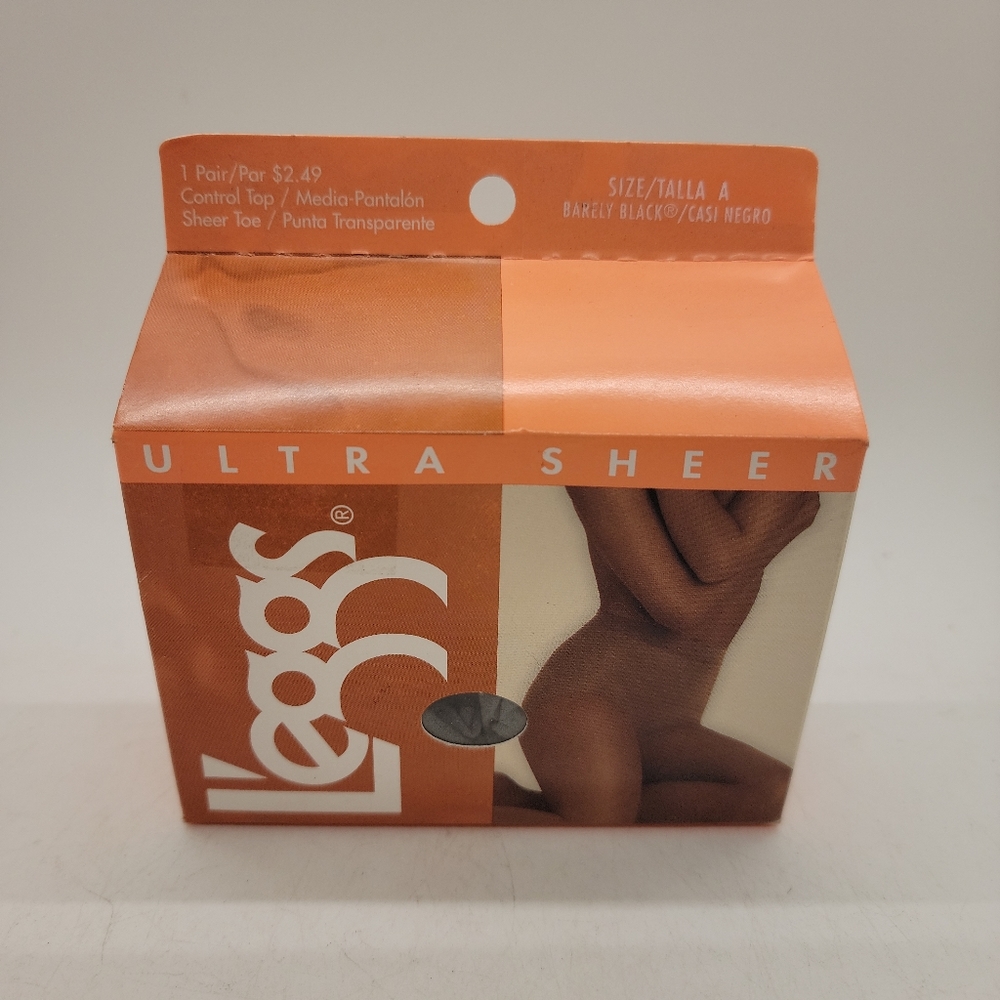 1 Pair/Par $2.49
Control Top / Media-Pantalón
Sheer Toe / Punta Transparente
SIZE/TALLA A
BARELY BLACK®/CASI NEGRO
ULTRA SHEER
L'eggs®